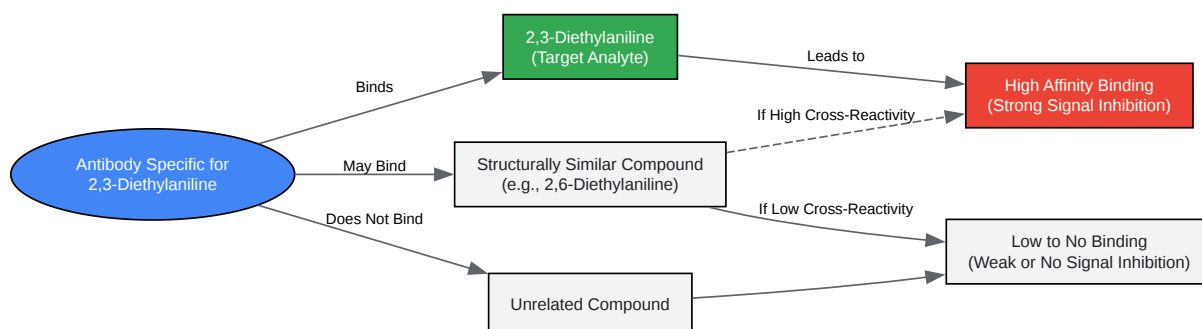 2,3-Diethylaniline
(Target Analyte)
Leads to
Binds
High Affinity Binding
(Strong Signal Inhibition)
If High Cross-Reactivity
Antibody Specific for
2,3-Diethylaniline
May Bind
Structurally Similar Compound
(e.g., 2,6-Diethylaniline)
Does Not Bind
If Low Cross-Reactivity
Low to No Binding
(Weak or No Signal Inhibition)
Unrelated Compound